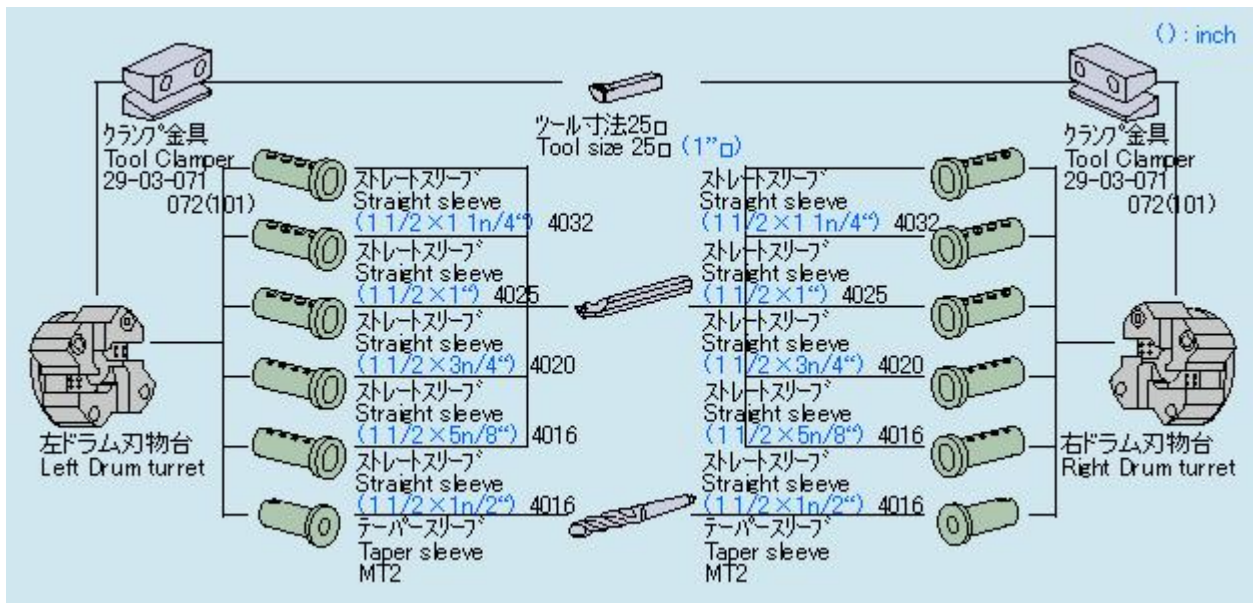 () : inch
クランプ金具
Tool Clamper
29-03-071
072(101)
ツール寸法25□
Tool size 25□ (1”□)
クランプ金具
Tool Clamper
29-03-071
072(101)
ストレートスリーブ
Straight sleeve
(1 1/2×1 1n/4“) 4032
ストレートスリーブ
Straight sleeve
(1 1/2×1“) 4025
ストレートスリーブ
Straight sleeve
(1 1/2×3n/4“) 4020
ストレートスリーブ
Straight sleeve
(1 1/2×5n/8“) 4016
ストレートスリーブ
Straight sleeve
(1 1/2×1n/2“) 4016
テーパースリーブ
Taper sleeve
MT2
ストレートスリーブ
Straight sleeve
(1 1/2×1 1n/4“) 4032
ストレートスリーブ
Straight sleeve
(1 1/2×1“) 4025
ストレートスリーブ
Straight sleeve
(1 1/2×3n/4“) 4020
ストレートスリーブ
Straight sleeve
(1 1/2×5n/8“) 4016
ストレートスリーブ
Straight sleeve
(1 1/2×1n/2“) 4016
テーパースリーブ
Taper sleeve
MT2
左ドラム刃物台
Left Drum turret
右ドラム刃物台
Right Drum turret